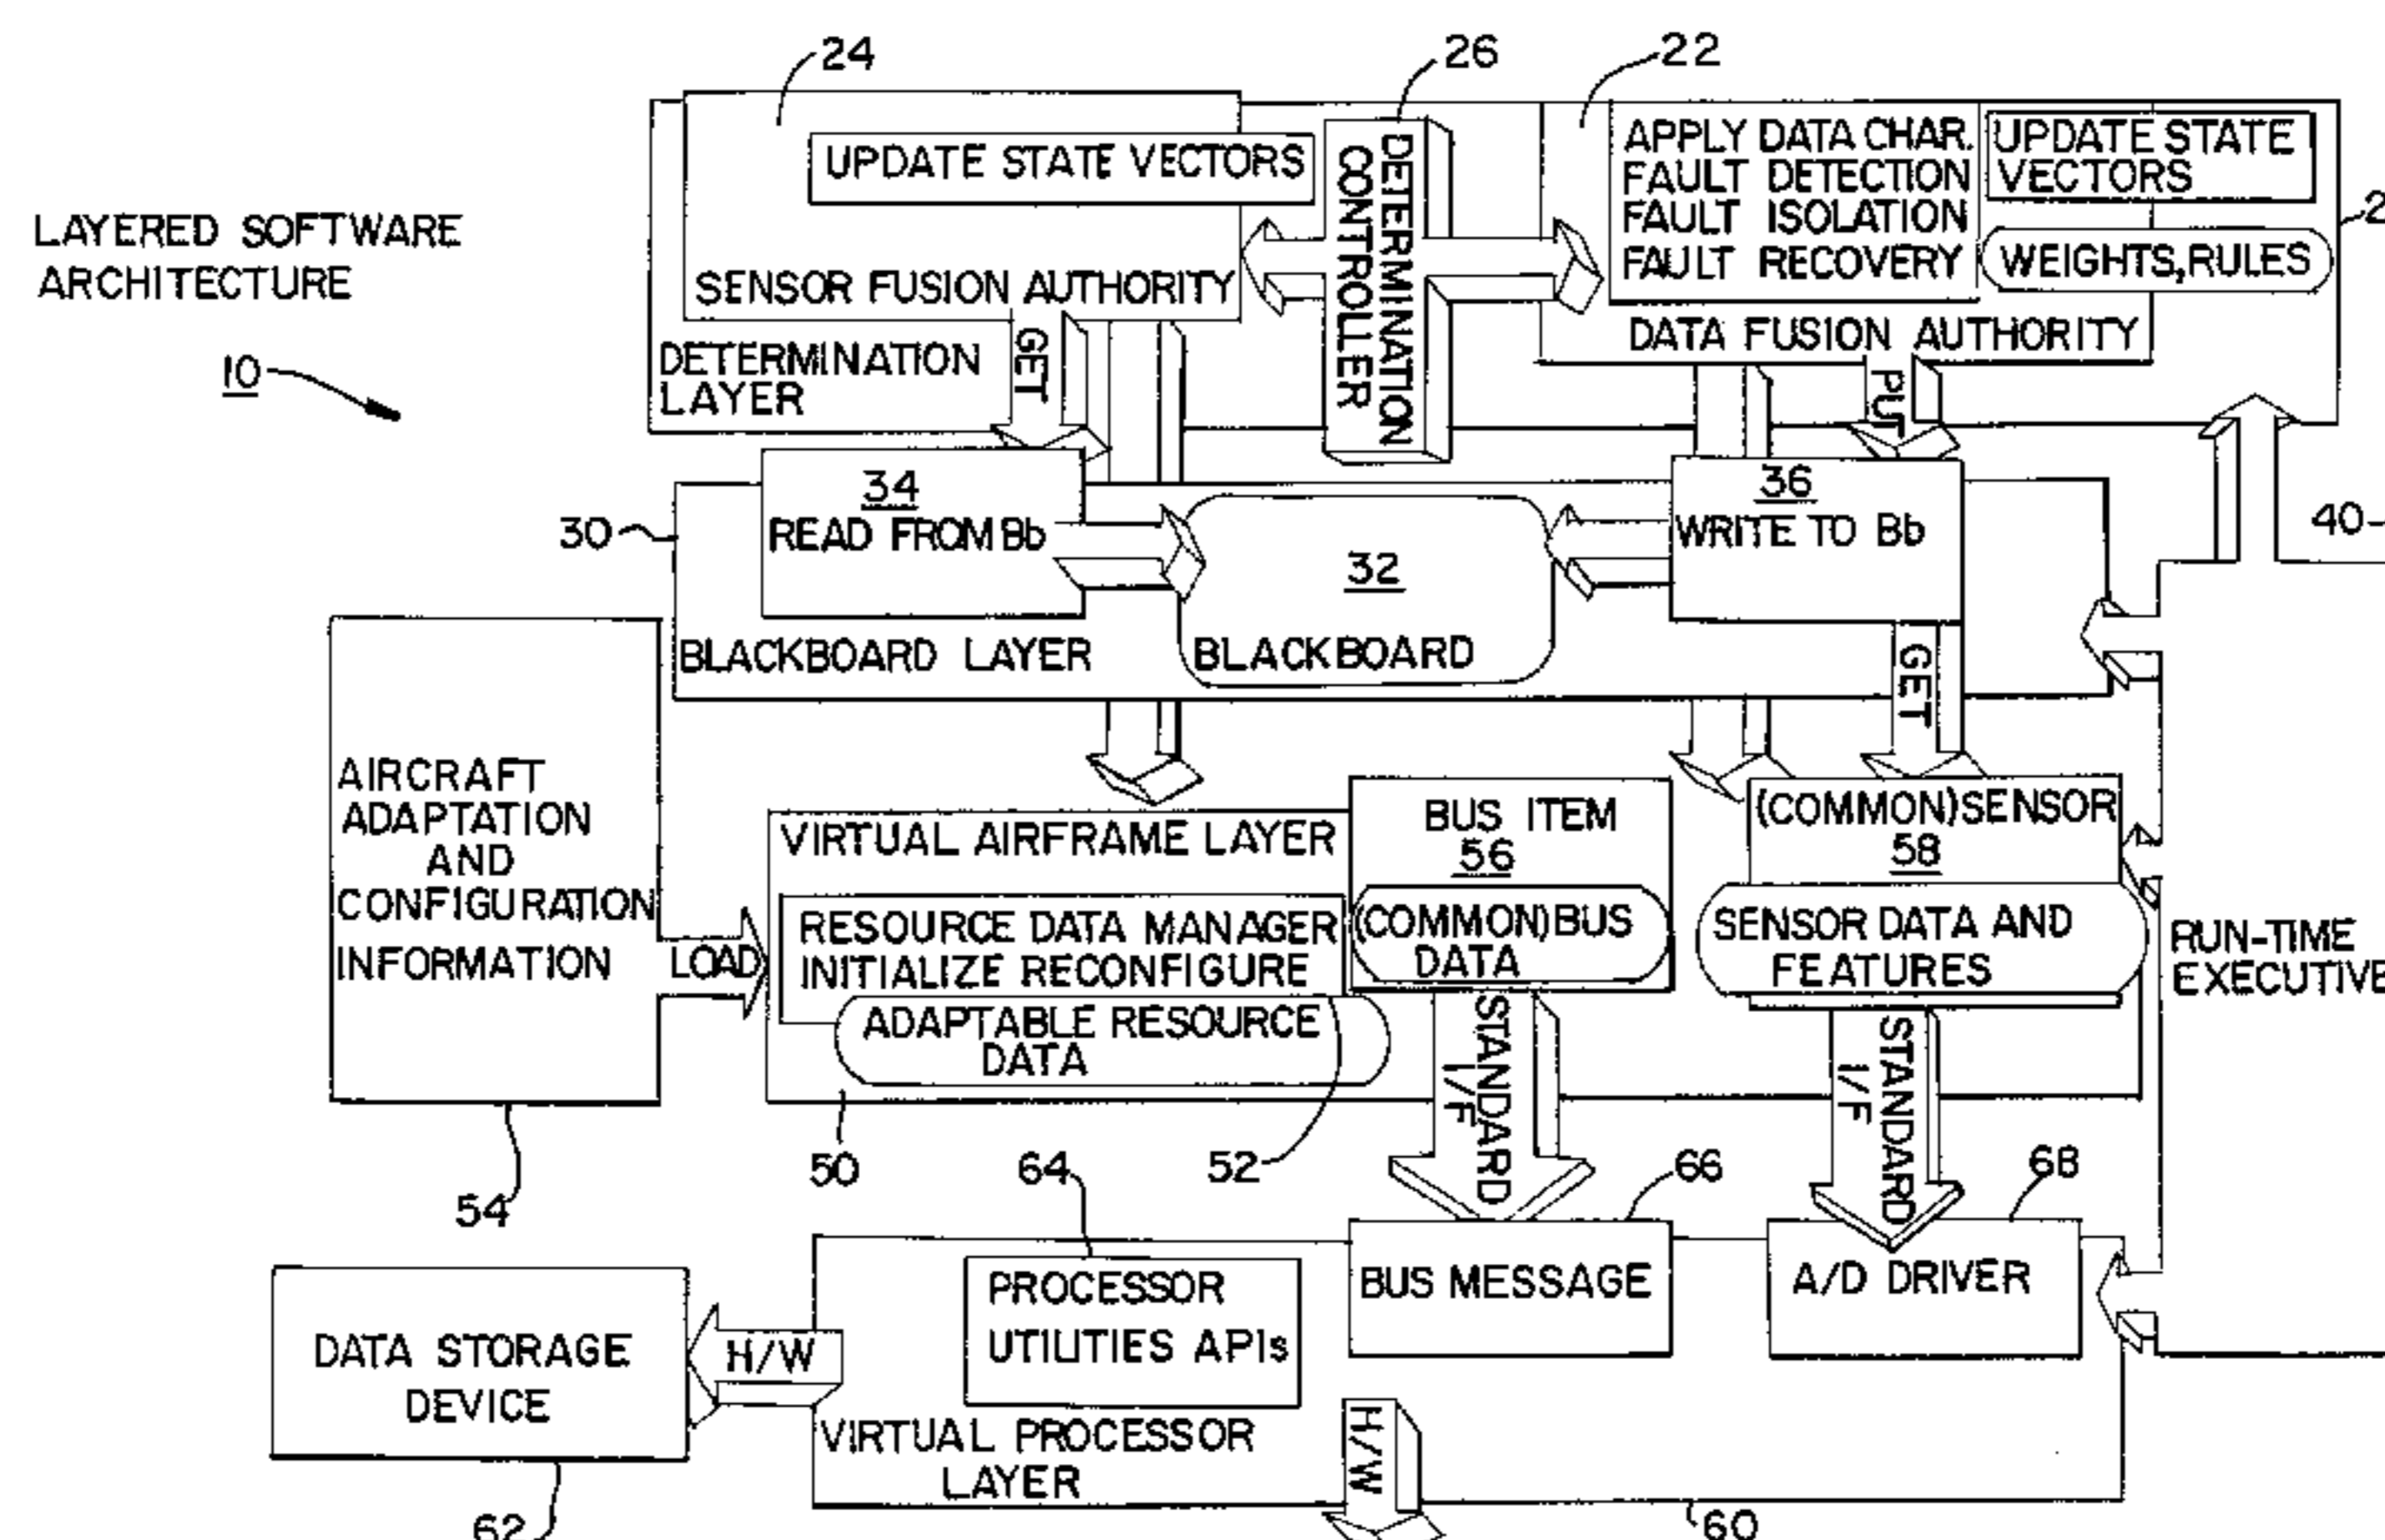 24
26
22
UPDATE STATE VECTORS
DETERMINATION
CONTROLLER
APPLY DATA CHAR.
FAULT DETECTION
FAULT ISOLATION
FAULT RECOVERY
UPDATE STATE
VECTORS
WEIGHTS, RULES
LAYERED SOFTWARE
ARCHITECTURE
10
SENSOR FUSION AUTHORITY
DATA FUSION AUTHORITY
DETERMINATION
LAYER
GET
PUT
30
34
READ FROM Bb
32
BLACKBOARD
36
WRITE TO Bb
40
BLACKBOARD LAYER
GET
AIRCRAFT
ADAPTATION
AND
CONFIGURATION
INFORMATION
LOAD
54
VIRTUAL AIRFRAME LAYER
RESOURCE DATA MANAGER
INITIALIZE RECONFIGURE
ADAPTABLE RESOURCE
DATA
BUS ITEM
56
(COMMON) BUS
DATA
(COMMON) SENSOR
58
SENSOR DATA AND
FEATURES
RUN-TIME
EXECUTIVE
STANDARD
I/F
STANDARD
I/F
50
64
52
66
68
PROCESSOR
UTILITIES APIs
BUS MESSAGE
A/D DRIVER
DATA STORAGE
DEVICE
H/W
VIRTUAL PROCESSOR
LAYER
H/W
62
60